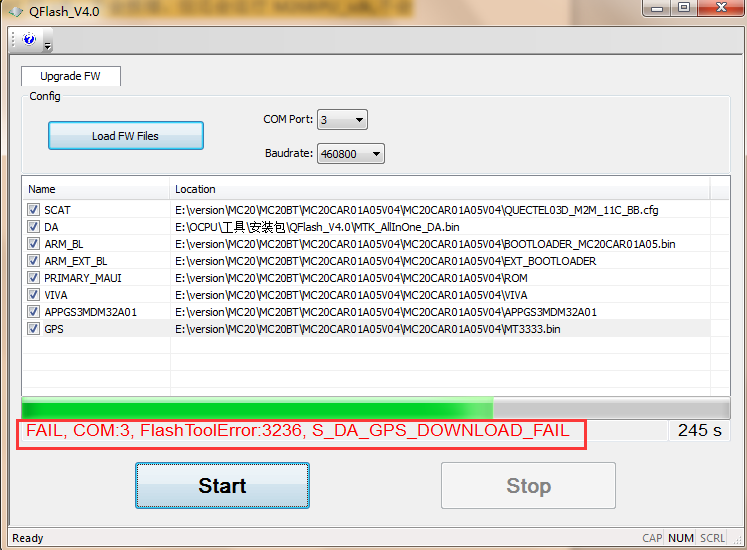 QFlash_V4.0
Upgrade FW
Config
Load FW Files
COM Port: 3
Baudrate: 460800
Name Location
SCAT E:\version\MC20\MC20BT\MC20CAR01A05V04\MC20CAR01A05V04\QUECTEL03D_M2M_11C_BB.cfg
DA E:\OCPU\工具\安装包\QFlash_V4.0\MTK_AllInOne_DA.bin
ARM_BL E:\version\MC20\MC20BT\MC20CAR01A05V04\MC20CAR01A05V04\BOOTLOADER_MC20CAR01A05.bin
ARM_EXT_BL E:\version\MC20\MC20BT\MC20CAR01A05V04\MC20CAR01A05V04\EXT_BOOTLOADER
PRIMARY_MAUI E:\version\MC20\MC20BT\MC20CAR01A05V04\MC20CAR01A05V04\ROM
VIVA E:\version\MC20\MC20BT\MC20CAR01A05V04\MC20CAR01A05V04\VIVA
APPGS3MDM32A01 E:\version\MC20\MC20BT\MC20CAR01A05V04\MC20CAR01A05V04\APPGS3MDM32A01
GPS E:\version\MC20\MC20BT\MC20CAR01A05V04\MC20CAR01A05V04\MT3333.bin
FAIL, COM:3, FlashToolError:3236, S_DA_GPS_DOWNLOAD_FAIL 245 s
Start Stop
Ready CAP NUM SCRL